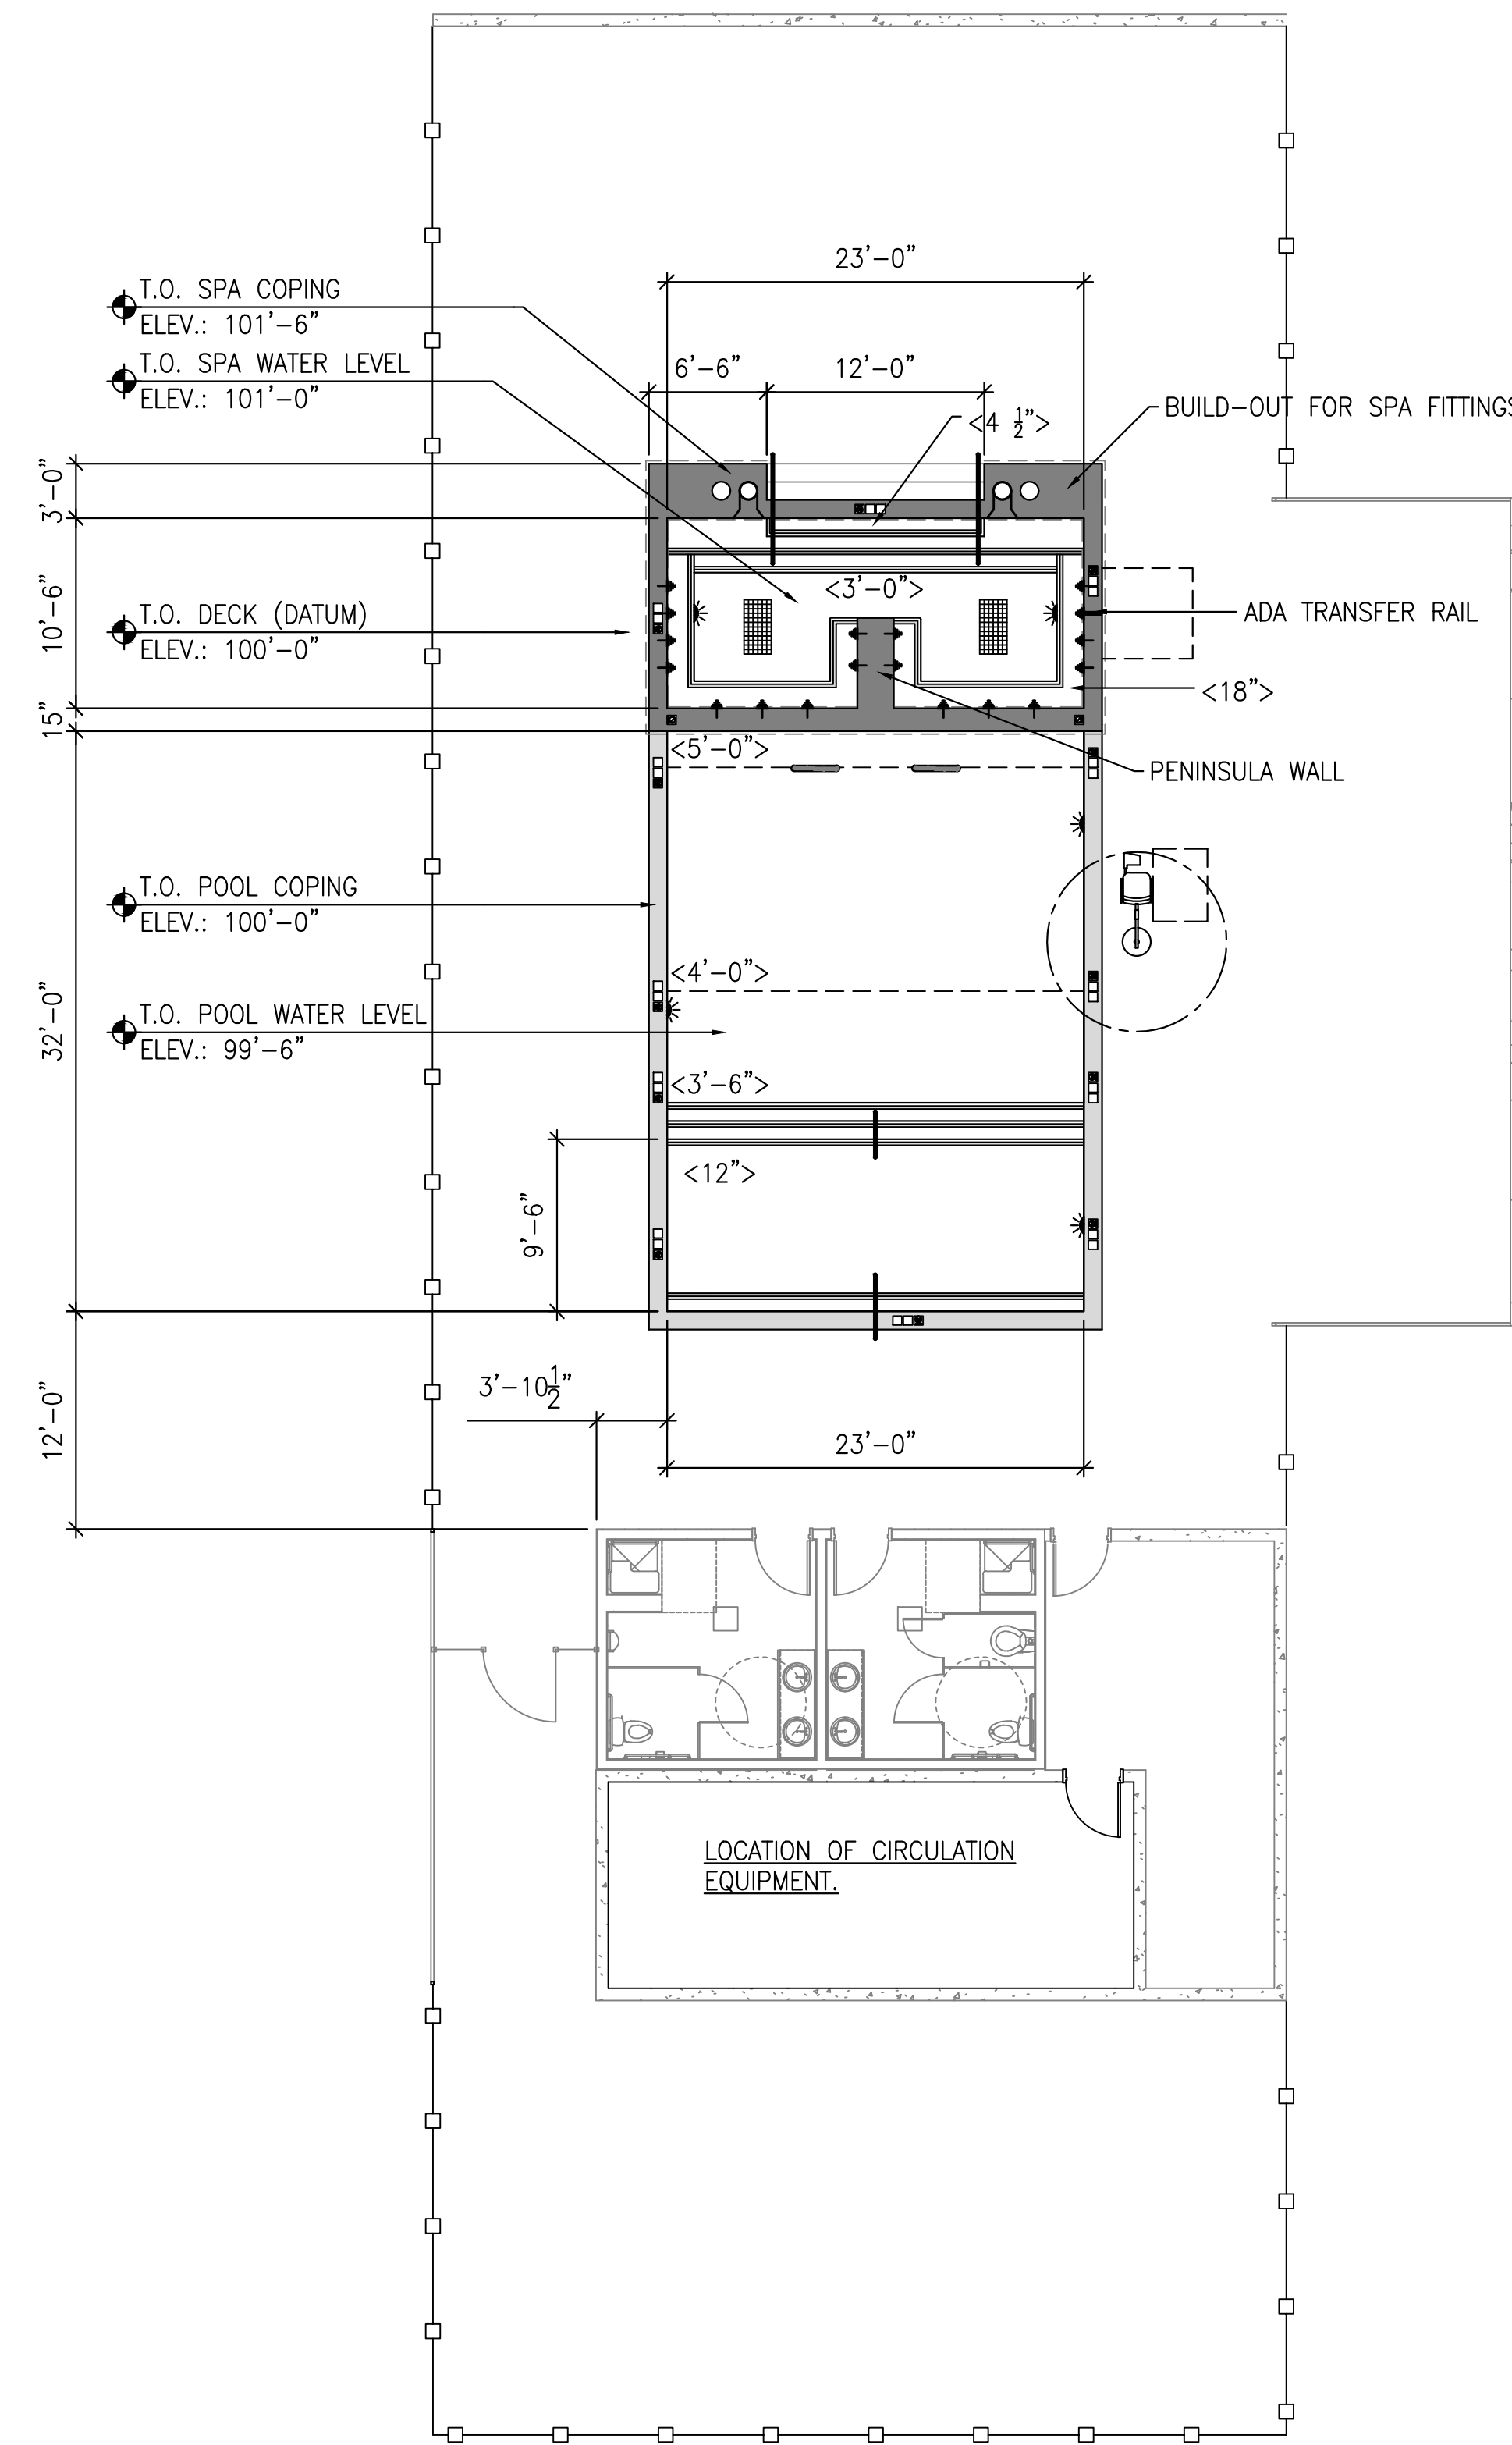 23'-0"
T.O. SPA COPING
ELEV.: 101'-6"
T.O. SPA WATER LEVEL
ELEV.: 101'-0"
6'-6"
12'-0"
<4 1/2">
BUILD-OUT FOR SPA FITTINGS
3'-0"
10'-6"
<3'-0">
T.O. DECK (DATUM)
ELEV.: 100'-0"
ADA TRANSFER RAIL
<18">
15"
<5'-0">
PENINSULA WALL
T.O. POOL COPING
ELEV.: 100'-0"
<4'-0">
32'-0"
T.O. POOL WATER LEVEL
ELEV.: 99'-6"
<3'-6">
<12">
9'-6"
3'-10 1/2"
12'-0"
23'-0"
LOCATION OF CIRCULATION
EQUIPMENT.